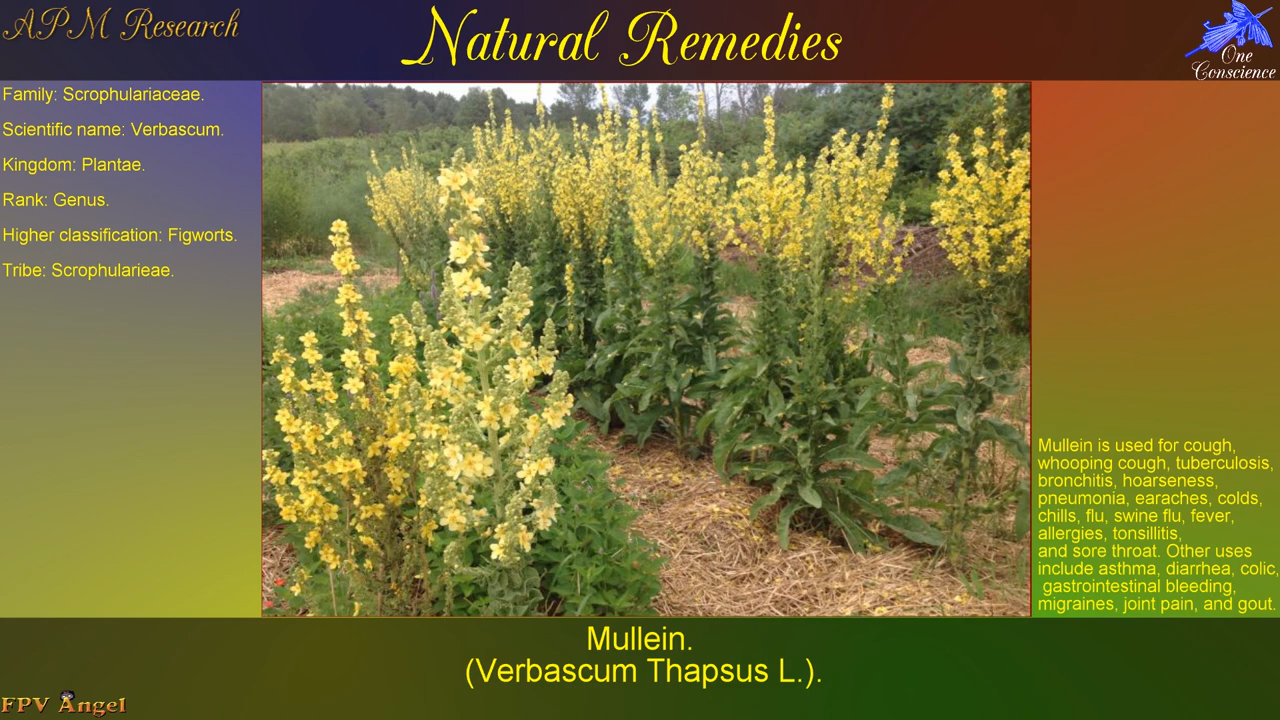 APM Research
Natural Remedies
One
Conscience
Family: Scrophulariaceae.
Scientific name: Verbascum.
Kingdom: Plantae.
Rank: Genus.
Higher classification: Figworts.
Tribe: Scrophularieae.
Mullein is used for cough,
whooping cough, tuberculosis,
bronchitis, hoarseness,
pneumonia, earaches, colds,
chills, flu, swine flu, fever,
allergies, tonsillitis,
and sore throat. Other uses
include asthma, diarrhea, colic,
gastrointestinal bleeding,
migraines, joint pain, and gout.
Mullein.
(Verbascum Thapsus L.).
FPV Angel